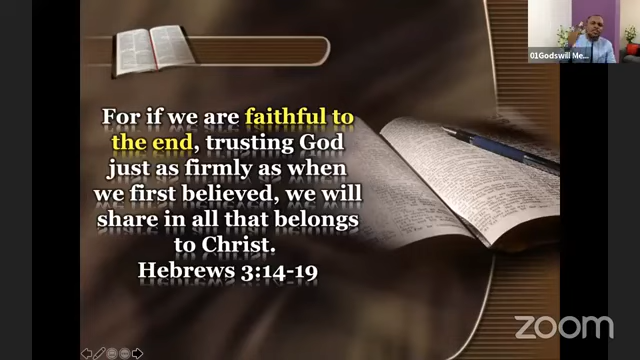 01Godswill Me...
For if we are faithful to
the end, trusting God
just as firmly as when
we first believed, we will
share in all that belongs
to Christ.
Hebrews 3:14-19
zoom